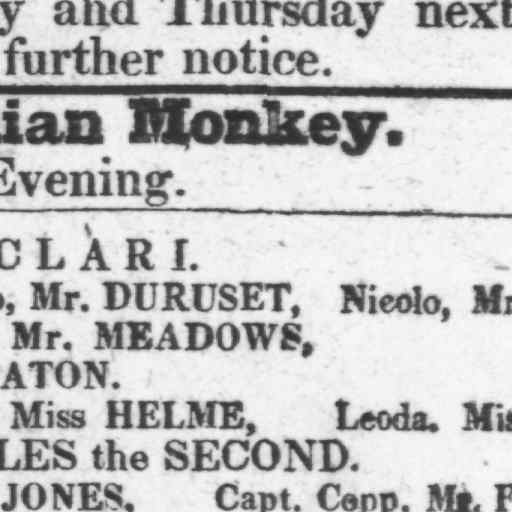 y and Thursday next
further notice.
ian Monkey.
Evening.
CLARI.
, Mr. DURUSET, Nicolo, Mr
Mr. MEADOWS,
ATON.
Miss HELME, Leoda. Mis
LES the SECOND.
JONES. Capt. Copp. Mr. F